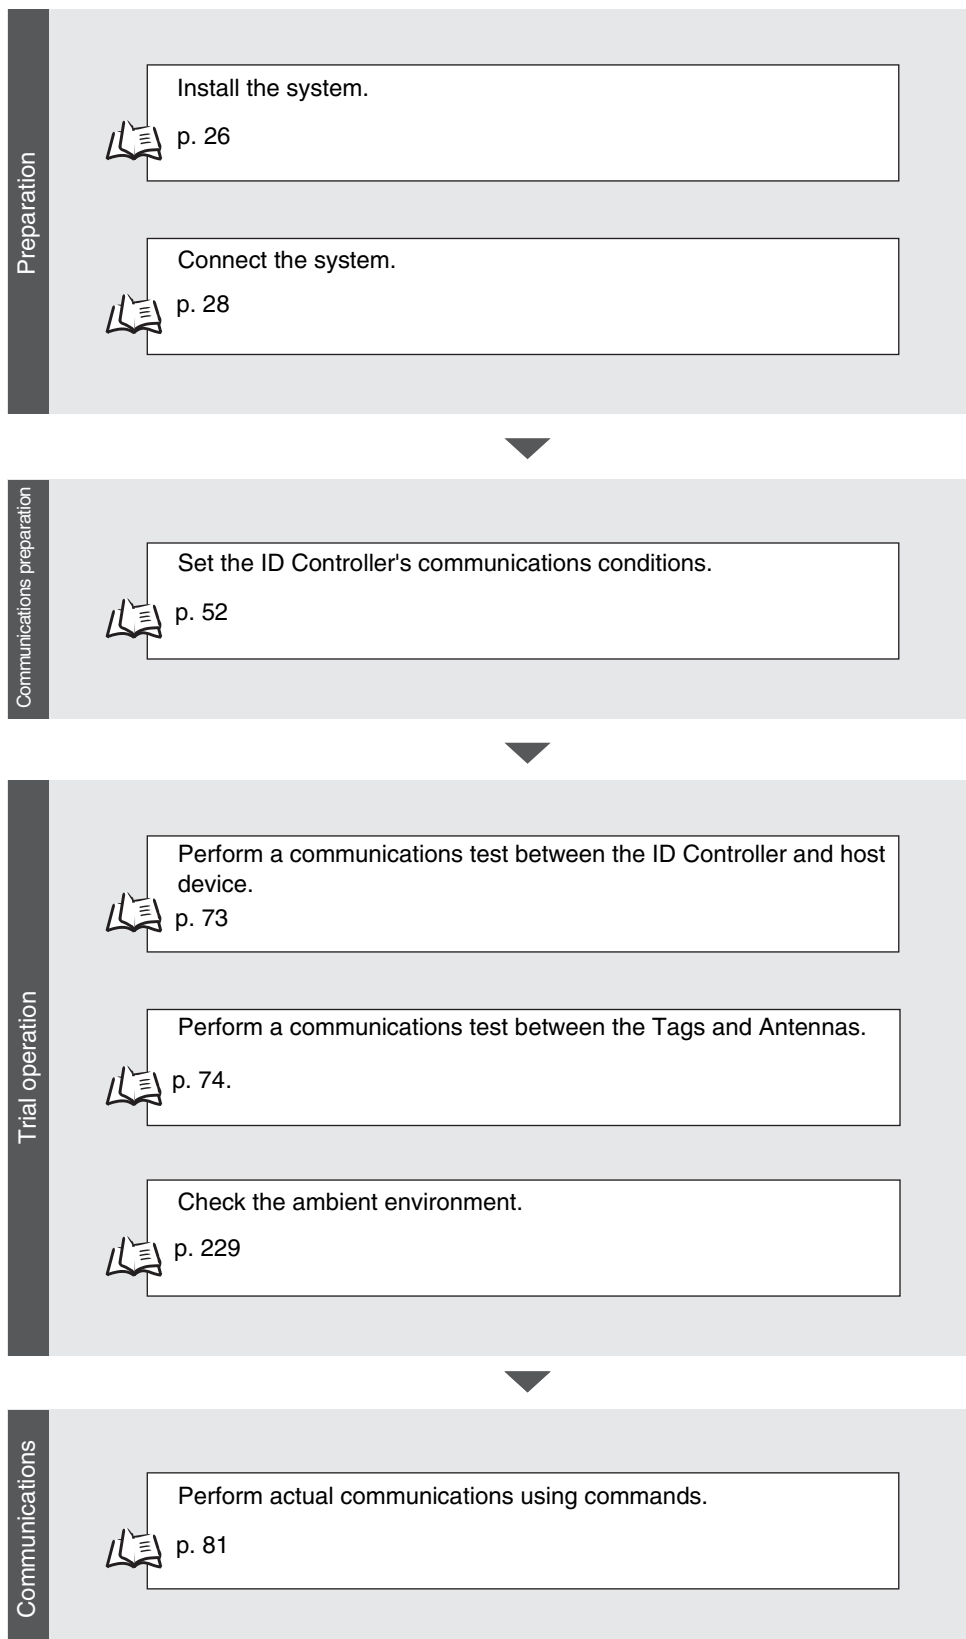 Preparation
Install the system.
p. 26
Connect the system.
p. 28
Communications preparation
Set the ID Controller's communications conditions.
p. 52
Trial operation
Perform a communications test between the ID Controller and host
device.
p. 73
Perform a communications test between the Tags and Antennas.
p. 74.
Check the ambient environment.
p. 229
Communications
Perform actual communications using commands.
p. 81